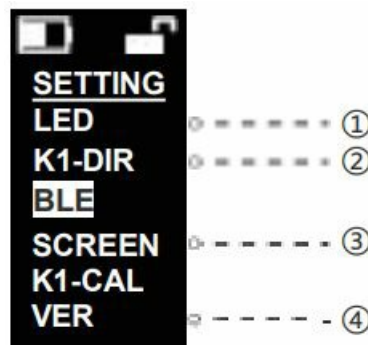 SETTING
LED ①
K1-DIR ②
BLE
SCREEN ③
K1-CAL
VER ④